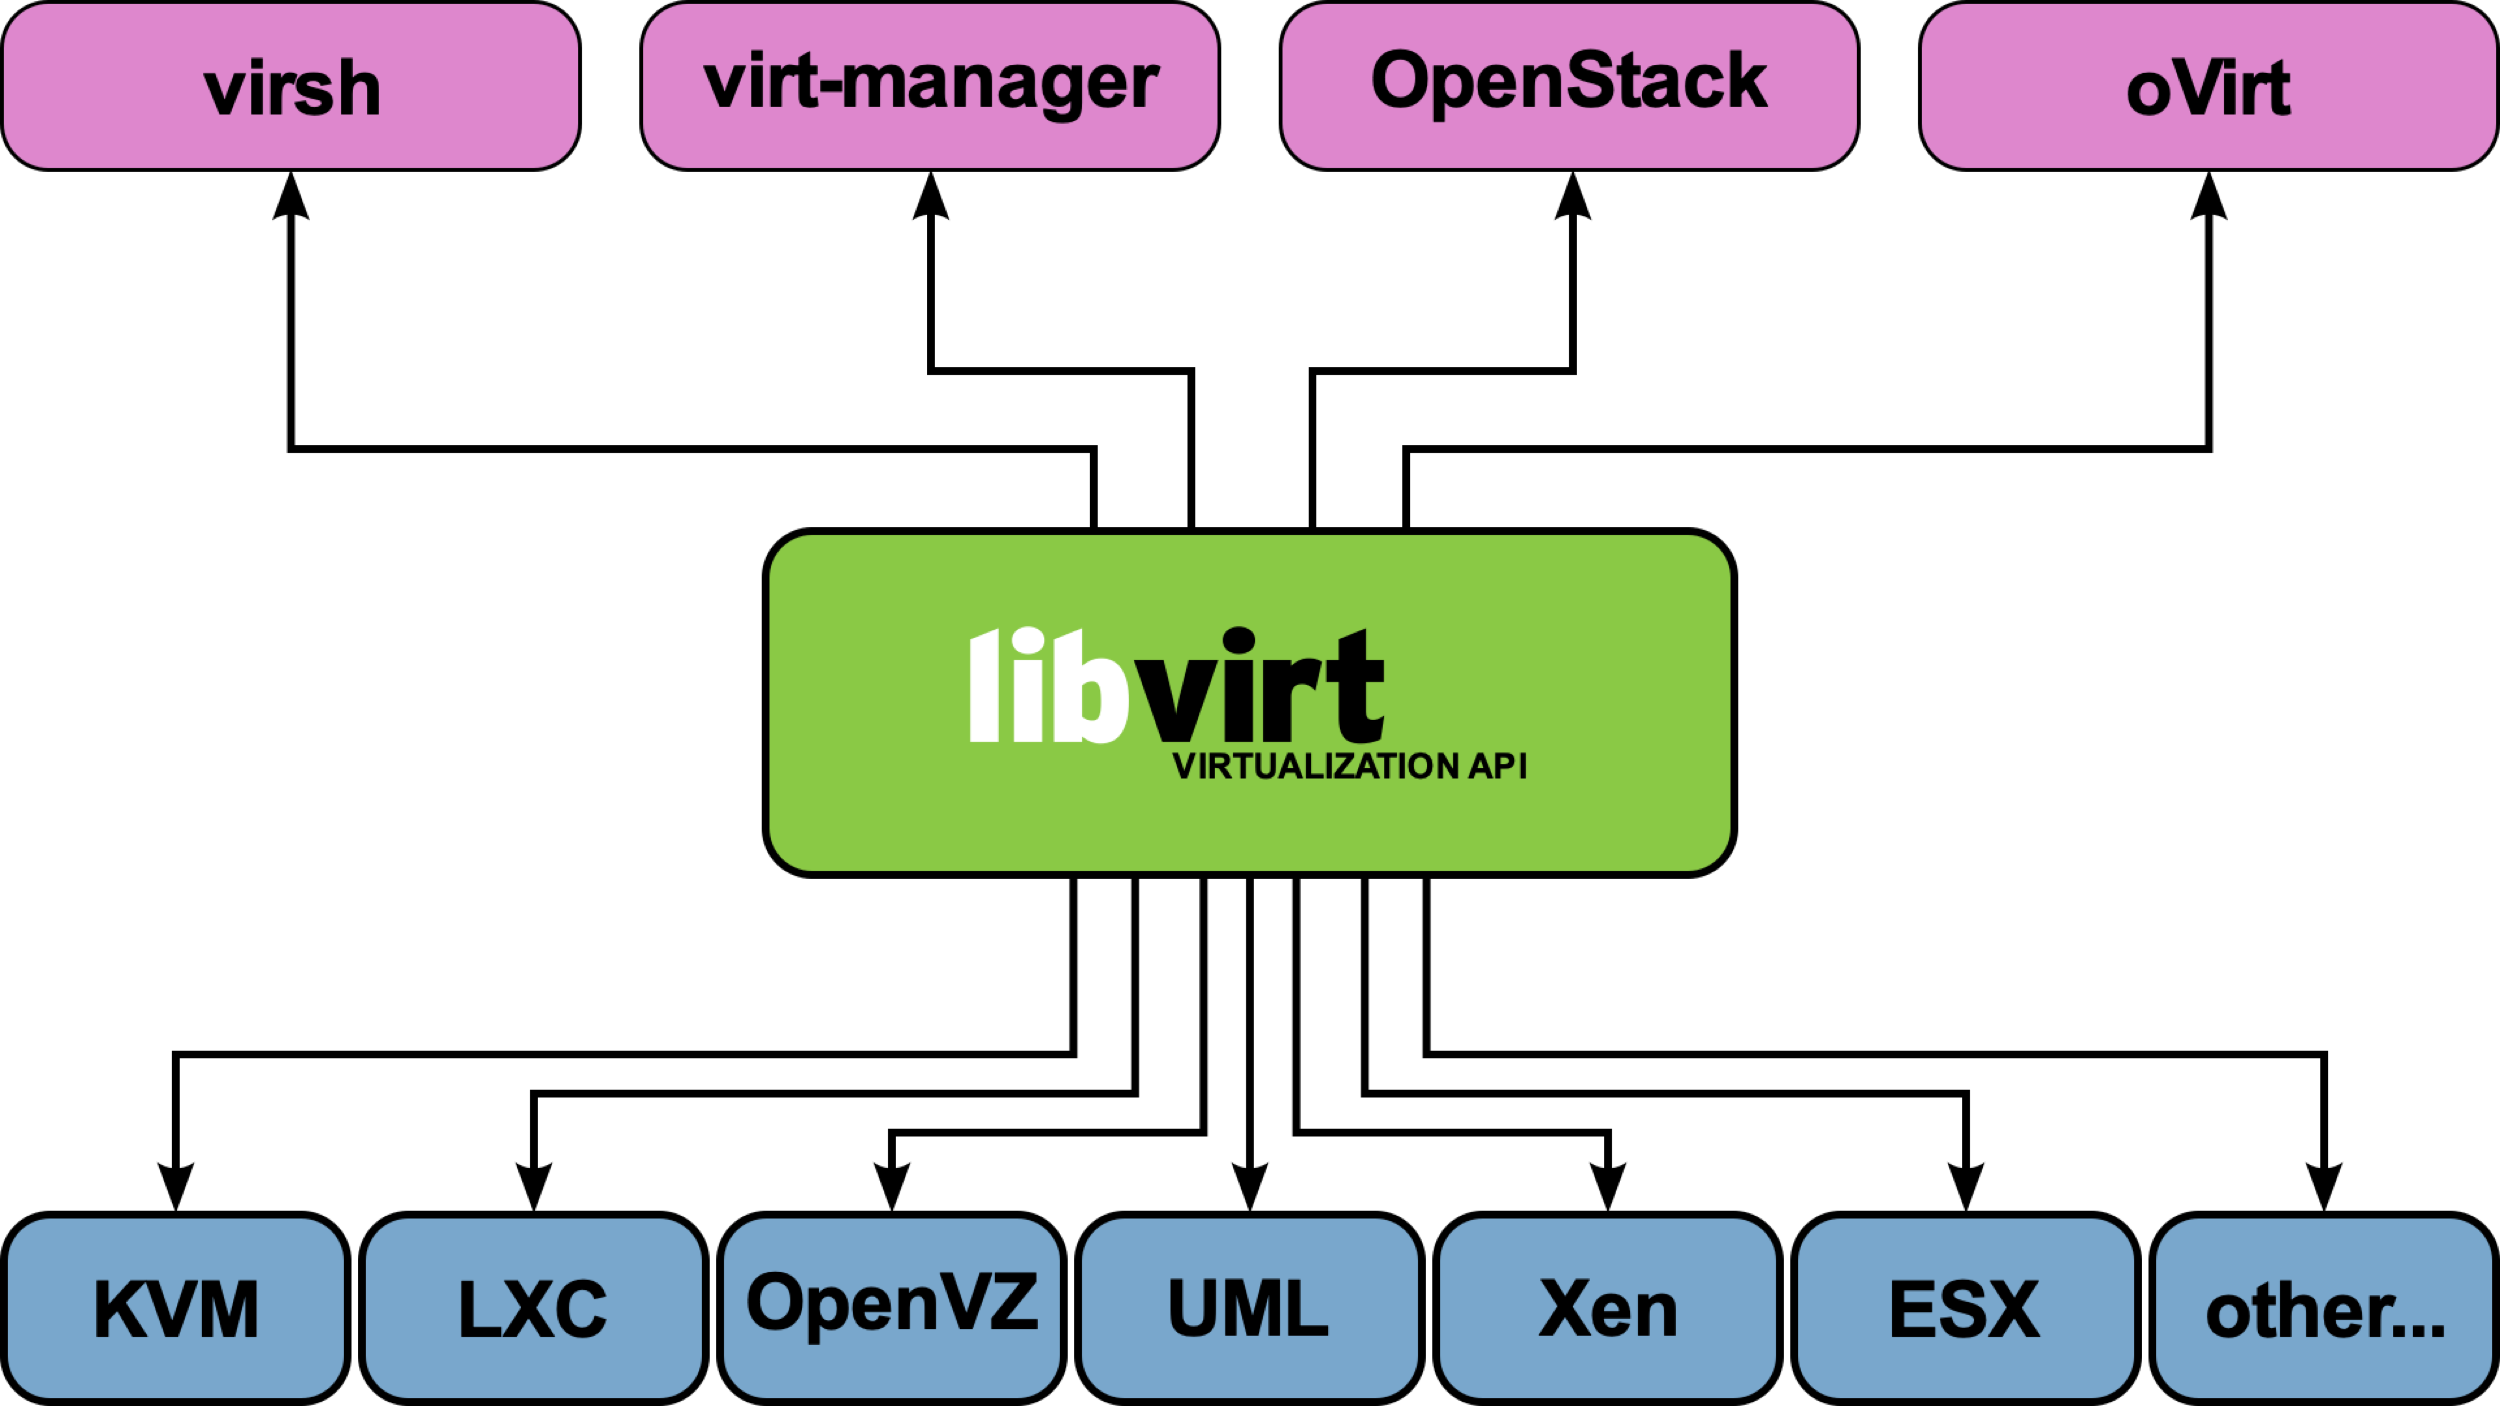 virsh
virt-manager
OpenStack
oVirt
libvirt
VIRTUALIZATION API
KVM
LXC
OpenVZ
UML
Xen
ESX
other...